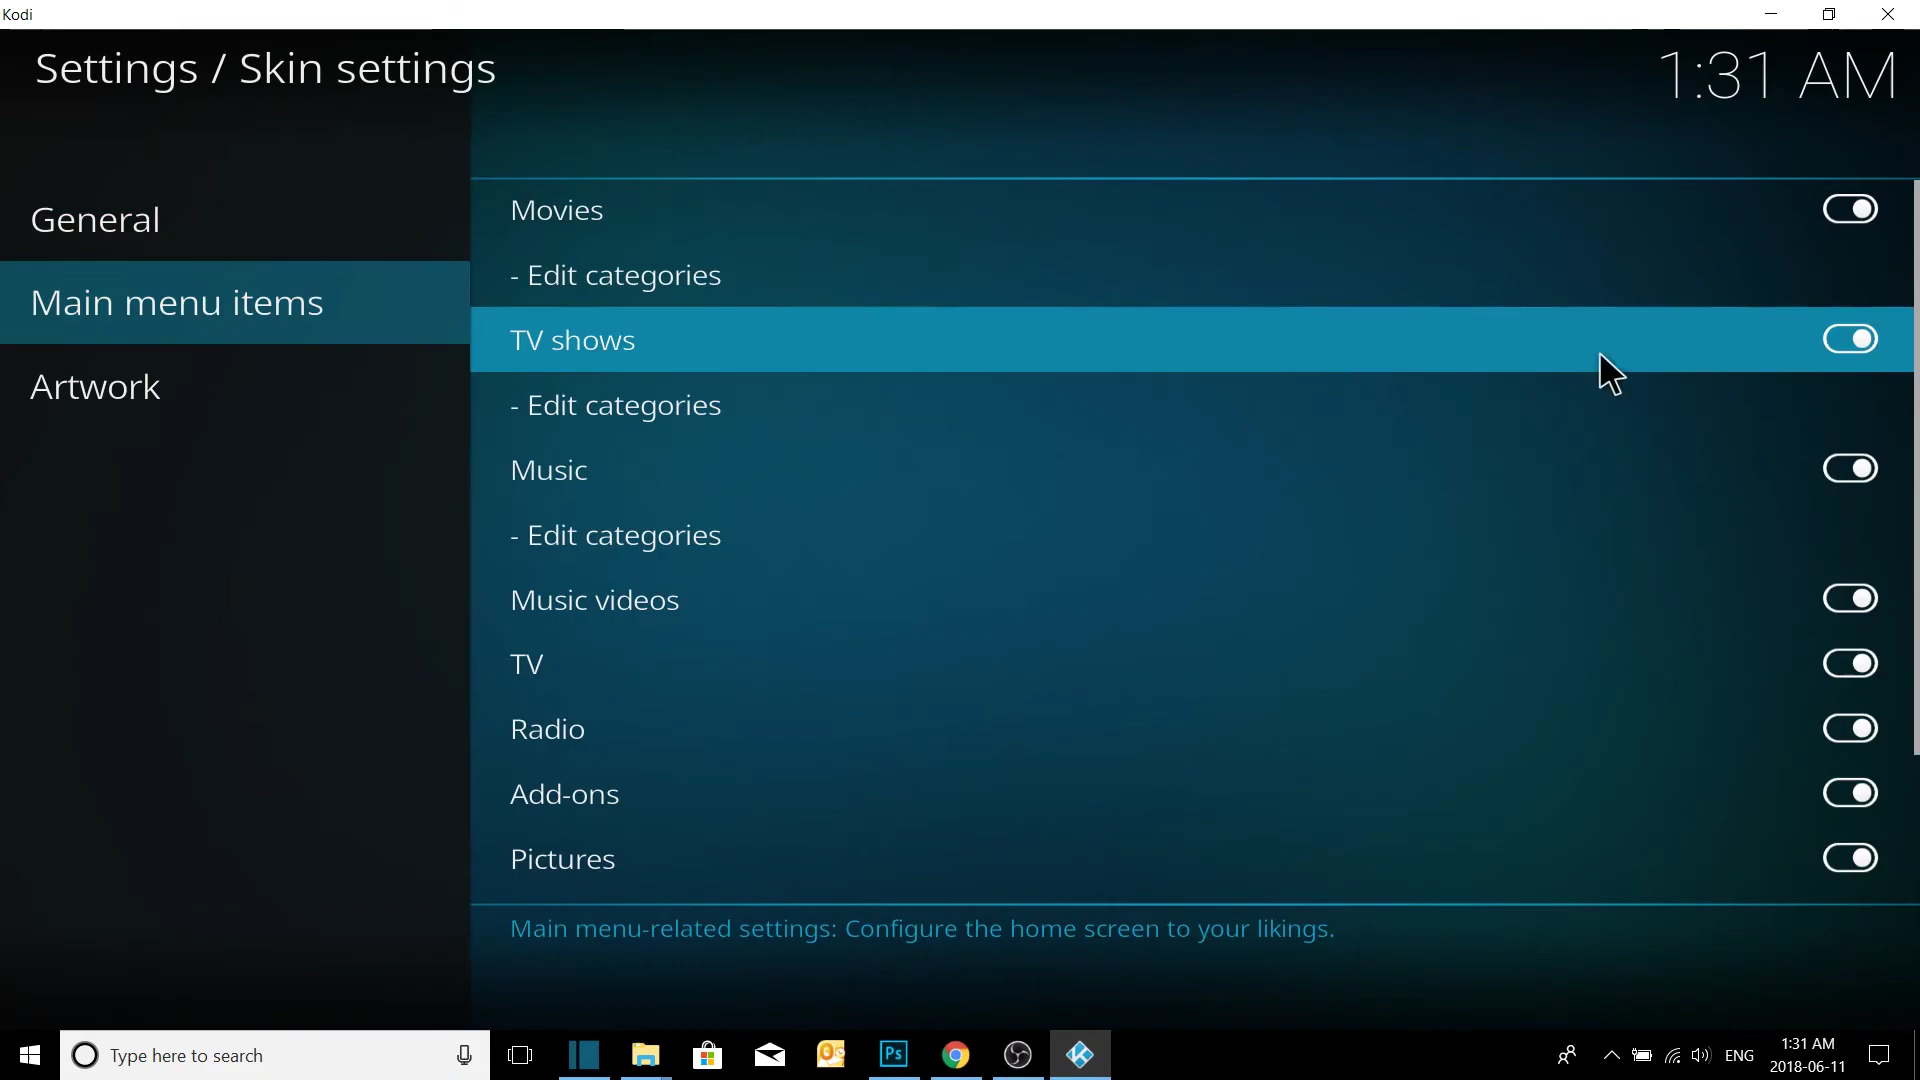 Kodi
Settings / Skin settings
1:31 AM
General
Main menu items
Artwork
Movies
- Edit categories
TV shows
- Edit categories
Music
- Edit categories
Music videos
TV
Radio
Add-ons
Pictures
Main menu-related settings: Configure the home screen to your likings.
Type here to search
Ps
ENG
1:31 AM
2018-06-11